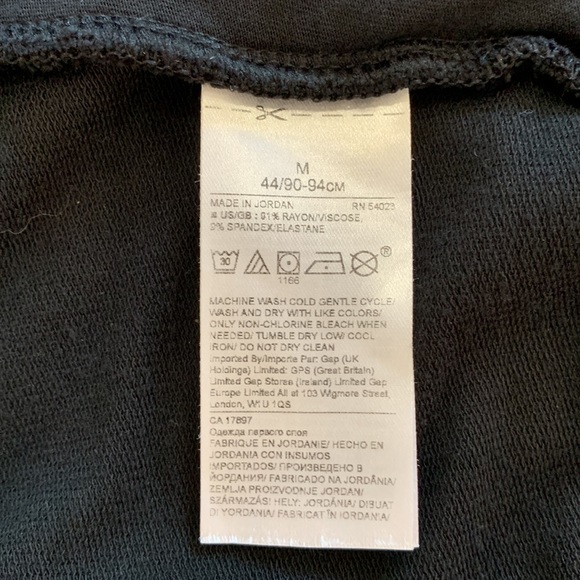 M
44/90-94CM
MADE IN JORDAN RN 54023
US/GB : 91% RAYON/VISCOSE,
9% SPANDEX/ELASTANE
30
®
1166
MACHINE WASH COLD GENTLE CYCLE/
WASH AND DRY WITH LIKE COLORS/
ONLY NON-CHLORINE BLEACH WHEN
NEEDED/ TUMBLE DRY LOW/ COOL
IRON/ DO NOT DRY CLEAN
Imported By/Importe Par: Gap (UK
Holdings) Limited: GPS (Great Britain)
Limited Gap Stores (Ireland) Limited Gap
Europe Limited All at 103 Wigmore Street,
London, W1U 1QS
CA 17897
Одежда первого слоя
FABRIQUE EN JORDANIE/ HECHO EN
JORDANIA CON INSUMOS
IMPORTADOS/ ПРОИЗВЕДЕНО В
ЙОРДАНИЯ/ FABRICADO NA JORDÂNIA/
ZEMLJA PROIZVODNJE JORDAN/
SZÁRMAZÁSI HELY: JORDÁNIA/ DIBUAT
DI YORDANIA/ FABRICAT ÎN IORDANIA/